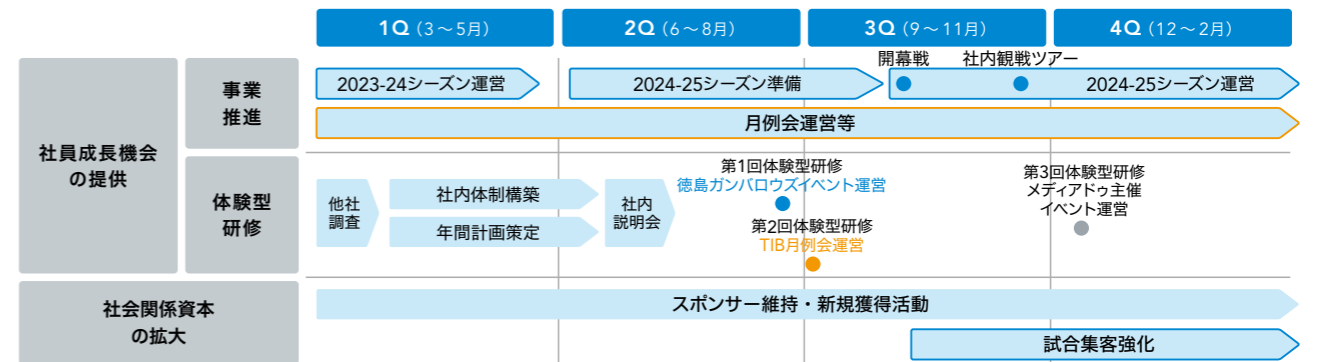 1Q（3～5月）
2Q（6～8月）
3Q（9～11月）
4Q（12～2月）
社員成長機会
の提供
事業
推進
開幕戦
社内観戦ツアー
2023-24シーズン運営
2024-25シーズン準備
2024-25シーズン運営
月例会運営等
体験型
研修
他社
調査
社内体制構築
年間計画策定
社内
説明会
第1回体験型研修
徳島ガンバロウズイベント運営
第2回体験型研修
TIB月例会運営
第3回体験型研修
メディアドゥ主催
イベント運営
社会関係資本
の拡大
スポンサー維持・新規獲得活動
試合集客強化